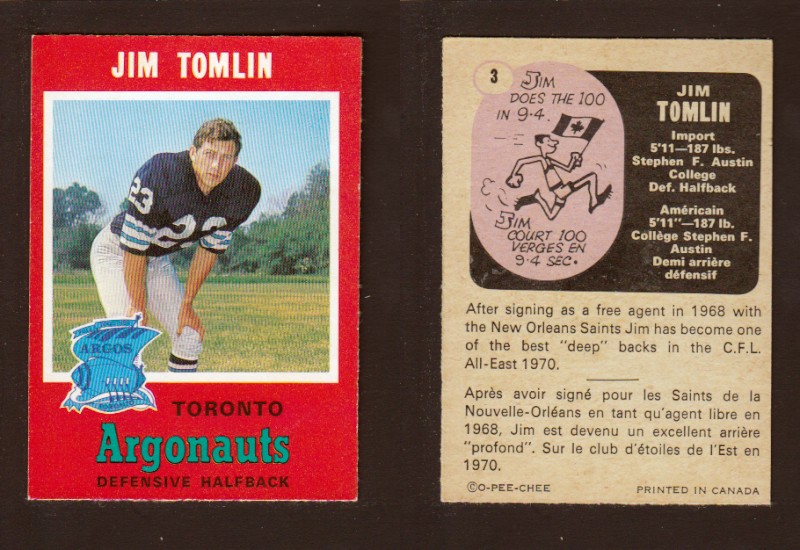 JIM TOMLIN
23
23
ARGOS
TORONTO
Argonauts
DEFENSIVE HALFBACK
3
JIM
DOES THE 100
IN 9.4.
JIM
COURT 100
VERGES EN
9.4 SEC.
JIM
TOMLIN
Import
5'11—187 lbs.
Stephen F. Austin
College
Def. Halfback
Américain
5'11"—187 lb.
Collège Stephen F.
Austin
Demi arrière
défensif
After signing as a free agent in 1968 with
the New Orleans Saints Jim has become one
of the best "deep" backs in the C.F.L.
All-East 1970.
Après avoir signé pour les Saints de la
Nouvelle-Orléans en tant qu'agent libre en
1968, Jim est devenu un excellent arrière
"profond". Sur le club d'étoiles de l'Est en
1970.
©O-PEE-CHEE PRINTED IN CANADA